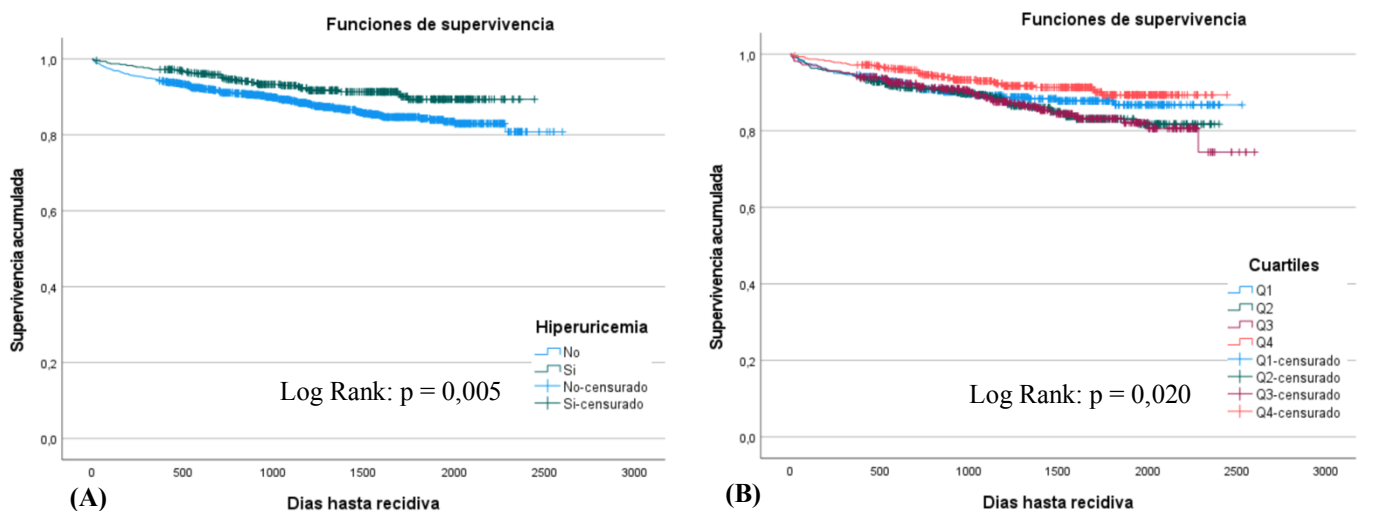 Funciones de supervivencia
Supervivencia acumulada
1,0
0,8
0,6
0,4
0,2
0,0
0 500 1000 1500 2000 2500 3000
Dias hasta recidiva
Hiperuricemia
No
Si
No-censurado
Si-censurado
Log Rank: p = 0,005
(A)
Funciones de supervivencia
Supervivencia acumulada
1,0
0,8
0,6
0,4
0,2
0,0
0 500 1000 1500 2000 2500 3000
Dias hasta recidiva
Cuartiles
Q1
Q2
Q3
Q4
Q1-censurado
Q2-censurado
Q3-censurado
Q4-censurado
Log Rank: p = 0,020
(B)